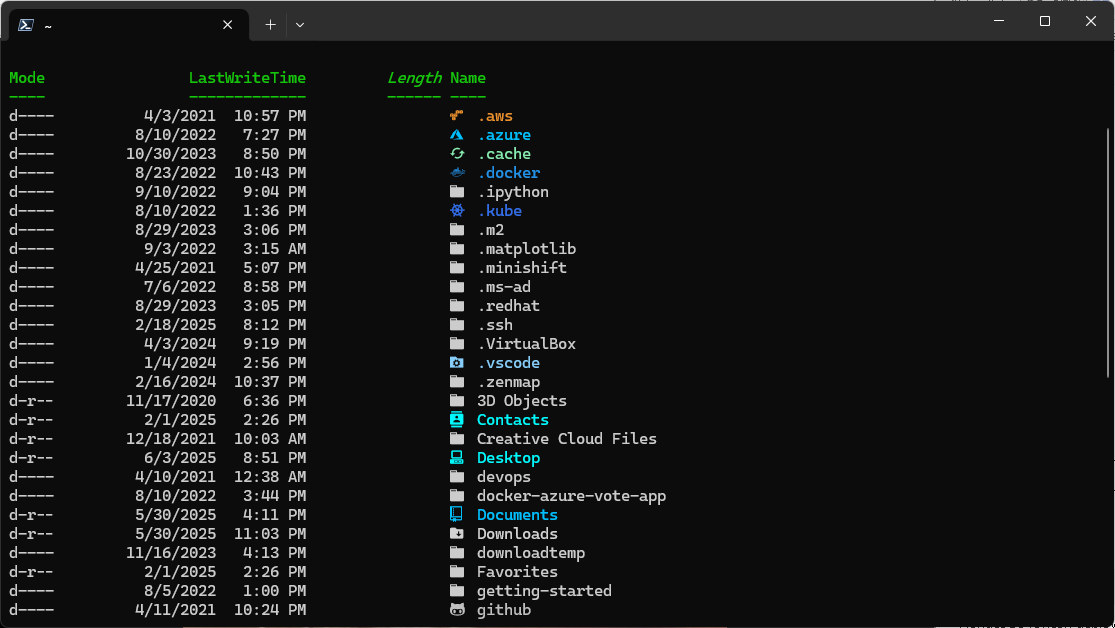 ~
Mode LastWriteTime Length Name
---- ------------- ------ ----
d---- 4/3/2021 10:57 PM .aws
d---- 8/10/2022 7:27 PM .azure
d---- 10/30/2023 8:50 PM .cache
d---- 8/23/2022 10:43 PM .docker
d---- 9/10/2022 9:04 PM .ipython
d---- 8/10/2022 1:36 PM .kube
d---- 8/29/2023 3:06 PM .m2
d---- 9/3/2022 3:15 AM .matplotlib
d---- 4/25/2021 5:07 PM .minishift
d---- 7/6/2022 8:58 PM .ms-ad
d---- 8/29/2023 3:05 PM .redhat
d---- 2/18/2025 8:12 PM .ssh
d---- 4/3/2024 9:19 PM .VirtualBox
d---- 1/4/2024 2:56 PM .vscode
d---- 2/16/2024 10:37 PM .zenmap
d-r-- 11/17/2020 6:36 PM 3D Objects
d-r-- 2/1/2025 2:26 PM Contacts
d-r-- 12/18/2021 10:03 AM Creative Cloud Files
d-r-- 6/3/2025 8:51 PM Desktop
d---- 4/10/2021 12:38 AM devops
d---- 8/10/2022 3:44 PM docker-azure-vote-app
d-r-- 5/30/2025 4:11 PM Documents
d-r-- 5/30/2025 11:03 PM Downloads
d---- 11/16/2023 4:13 PM downloadtemp
d-r-- 2/1/2025 2:26 PM Favorites
d---- 8/5/2022 1:00 PM getting-started
d---- 4/11/2021 10:24 PM github